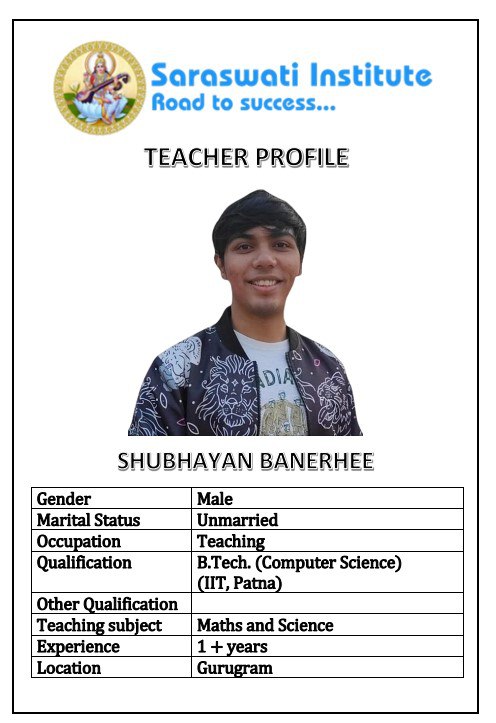 Saraswati Institute
Road to success...
TEACHER PROFILE
ADIA
SHUBHAYAN BANERHEE
Gender Male
Marital Status Unmarried
Occupation Teaching
Qualification B.Tech. (Computer Science)
(IIT, Patna)
Other Qualification
Teaching subject Maths and Science
Experience 1 + years
Location Gurugram